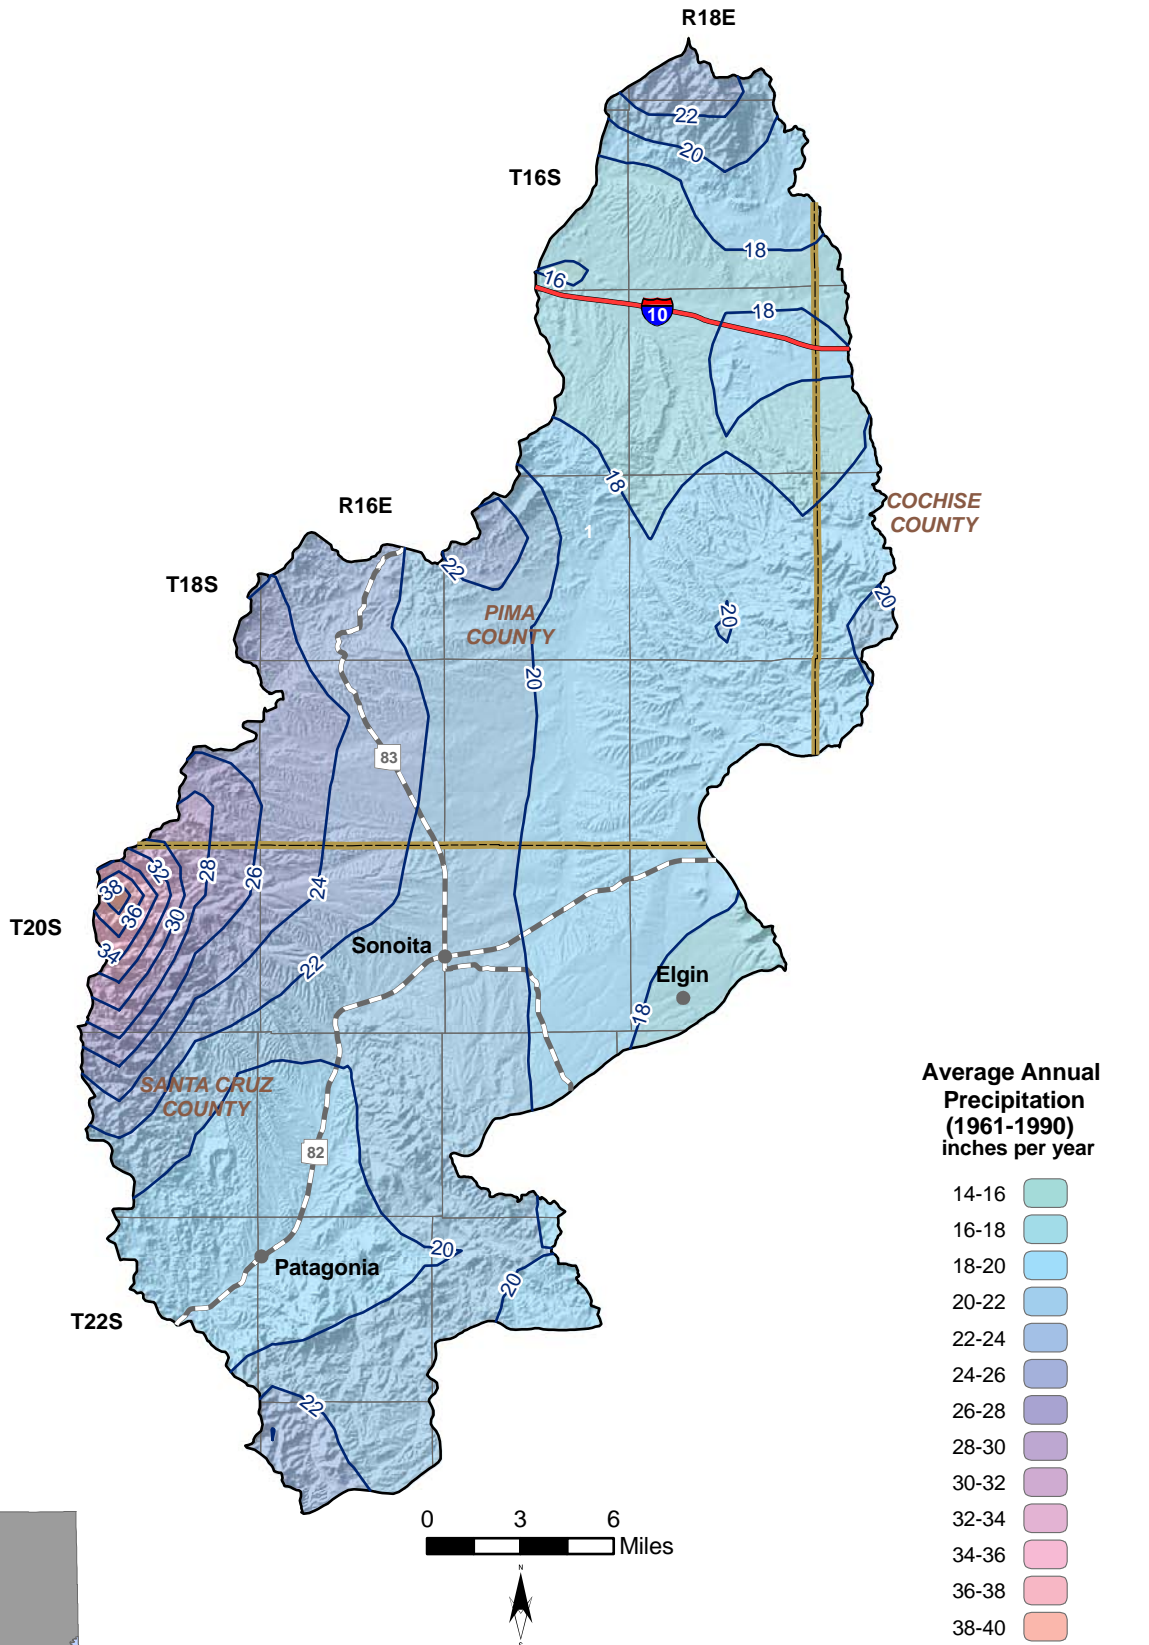 R18E
22
20
T16S
18
16
10
18
18
R16E
COCHISE
COUNTY
1
22
T18S
20
PIMA
COUNTY
20
20
83
32
28
26
24
38
36
30
T20S
34
Sonoita
22
Elgin
18
SANTA CRUZ
COUNTY
82
20
Patagonia
20
T22S
22
Average Annual
Precipitation
(1961-1990)
inches per year
14-16
16-18
18-20
20-22
22-24
24-26
26-28
28-30
30-32
32-34
34-36
36-38
38-40
0 3 6
Miles
N
S